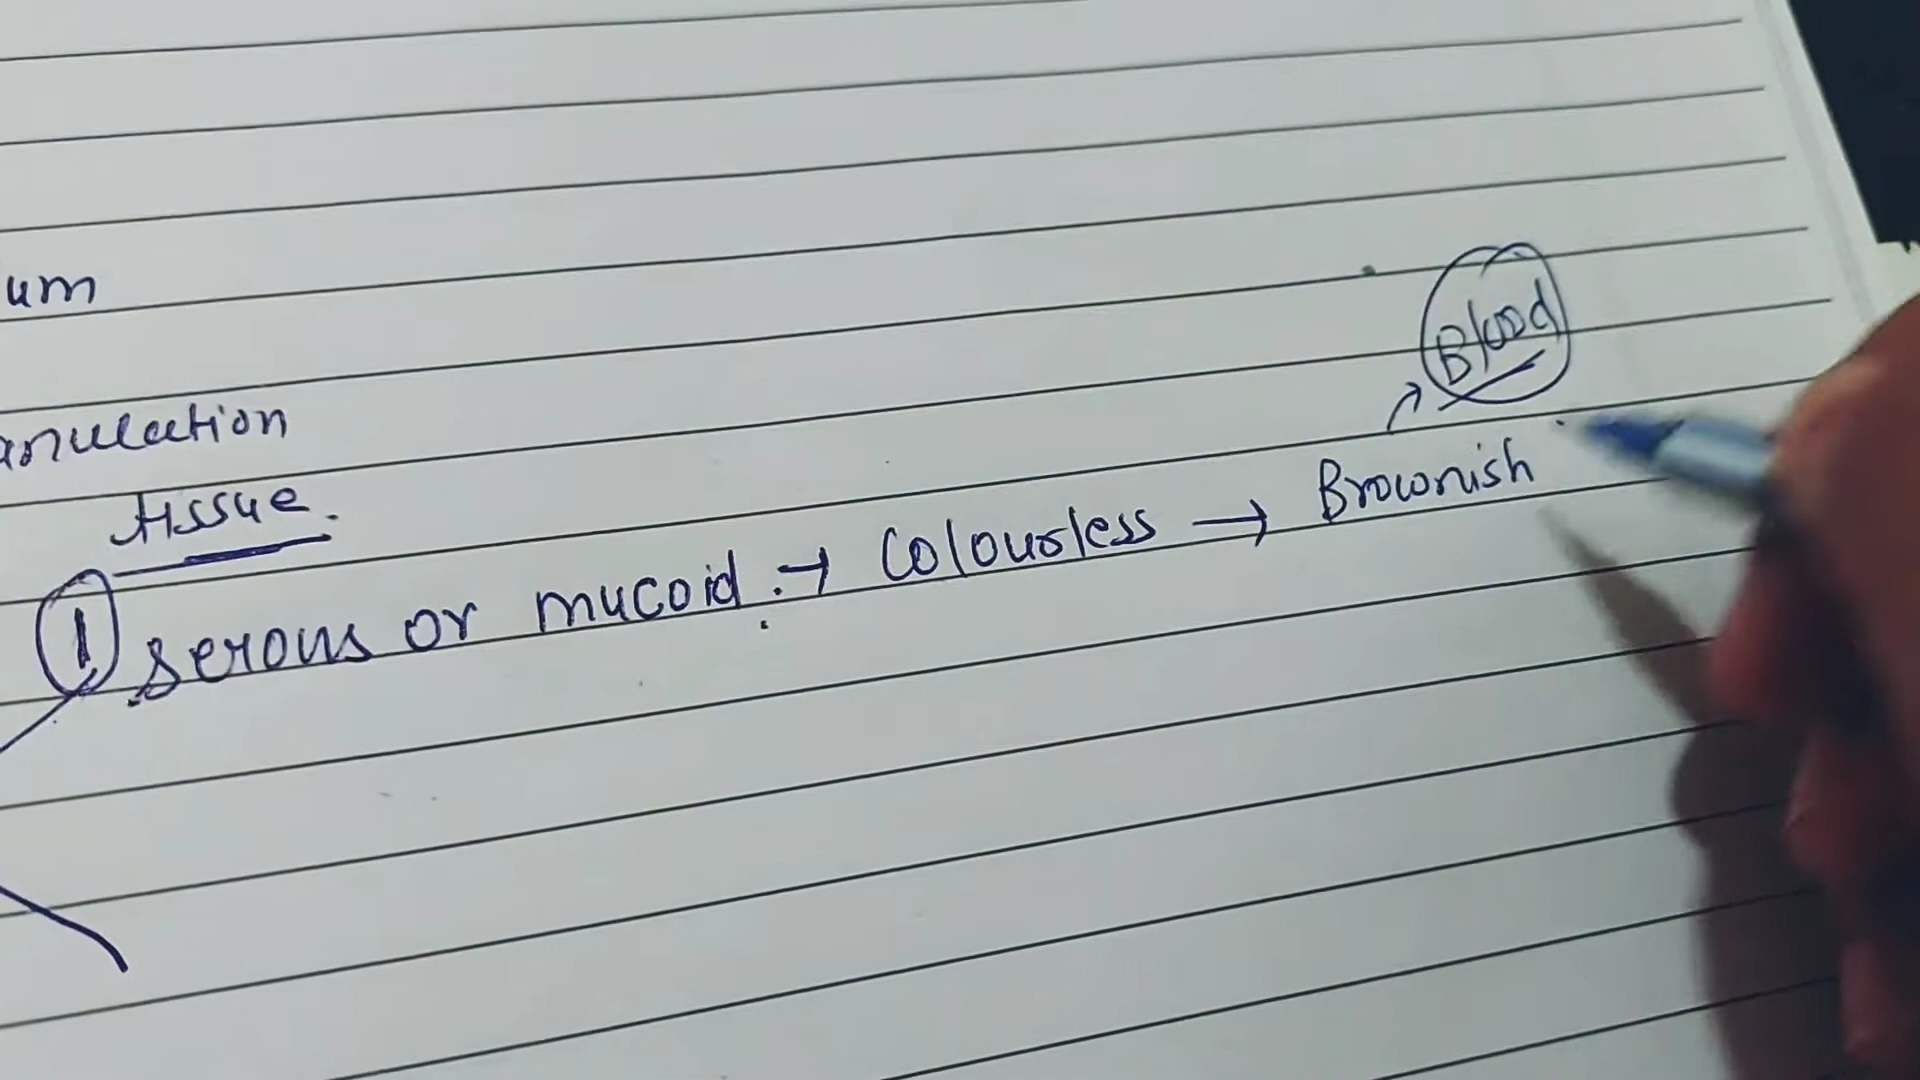 um
anulation
tissue.
Blood
① serous or mucoid. → Colourless → Brownish